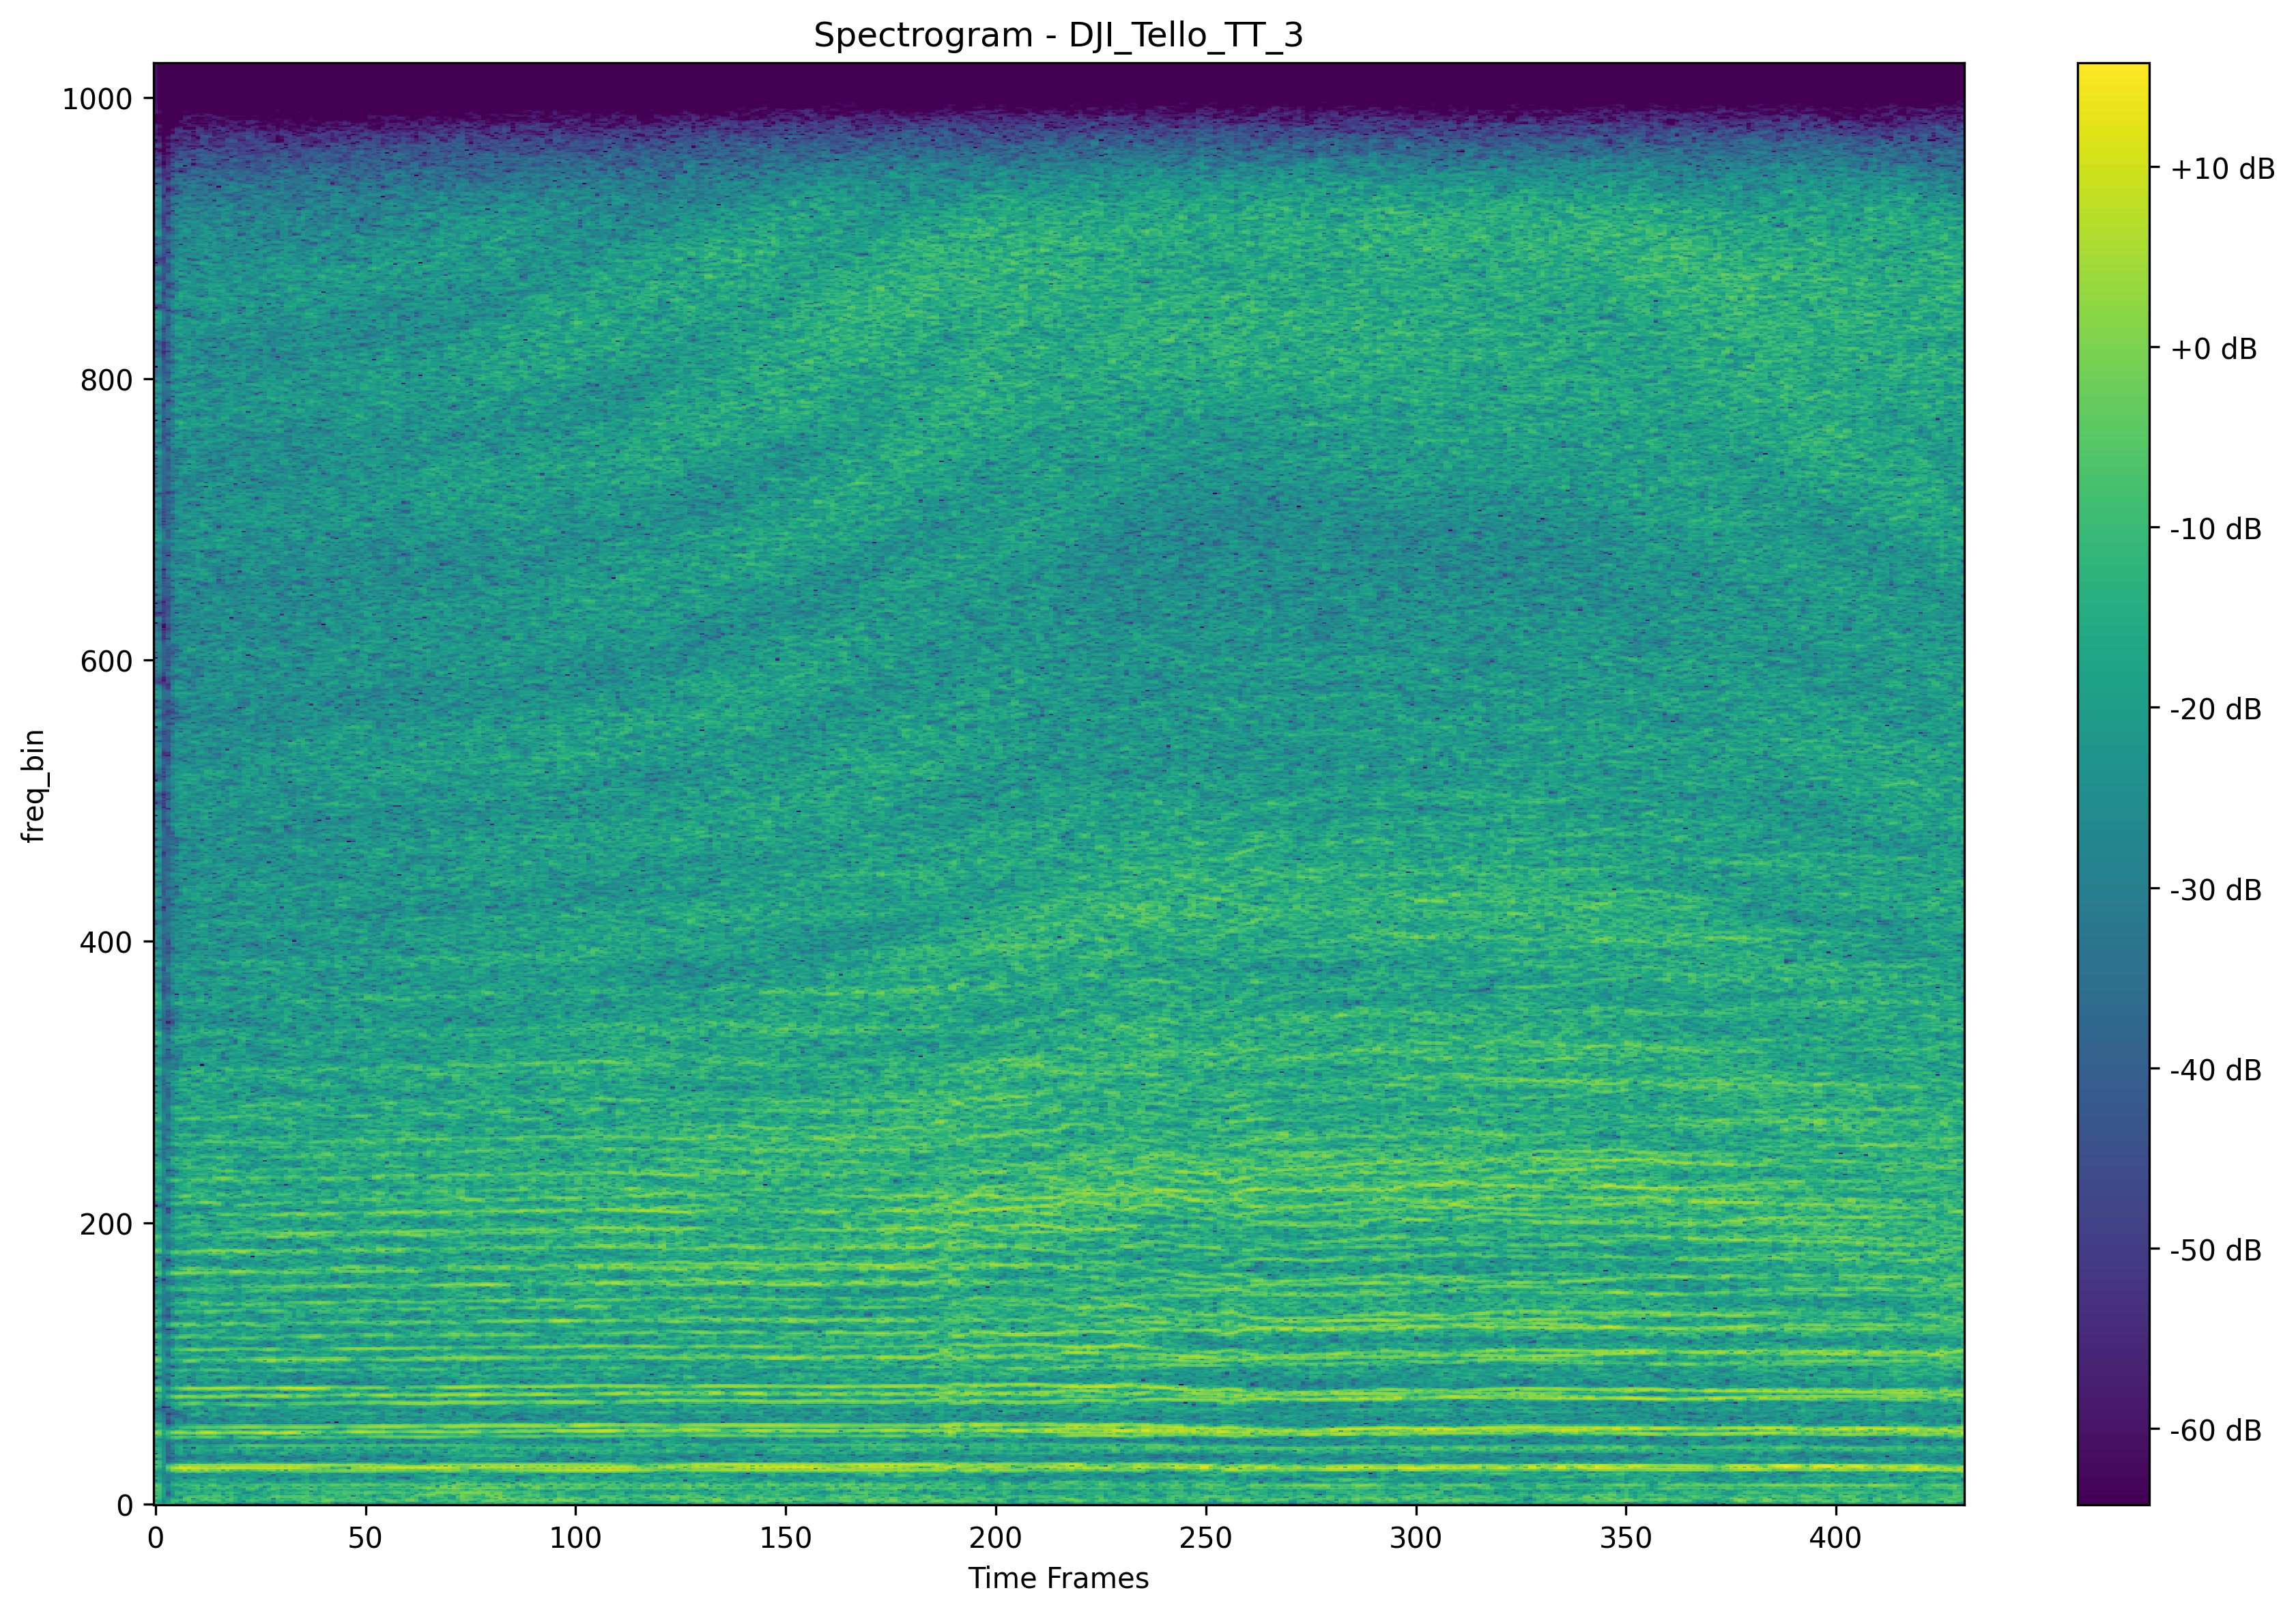 Spectrogram - DJI_Tello_TT_3
1000
800
600
400
200
0
freq_bin
0 50 100 150 200 250 300 350 400
Time Frames
+10 dB
+0 dB
-10 dB
-20 dB
-30 dB
-40 dB
-50 dB
-60 dB